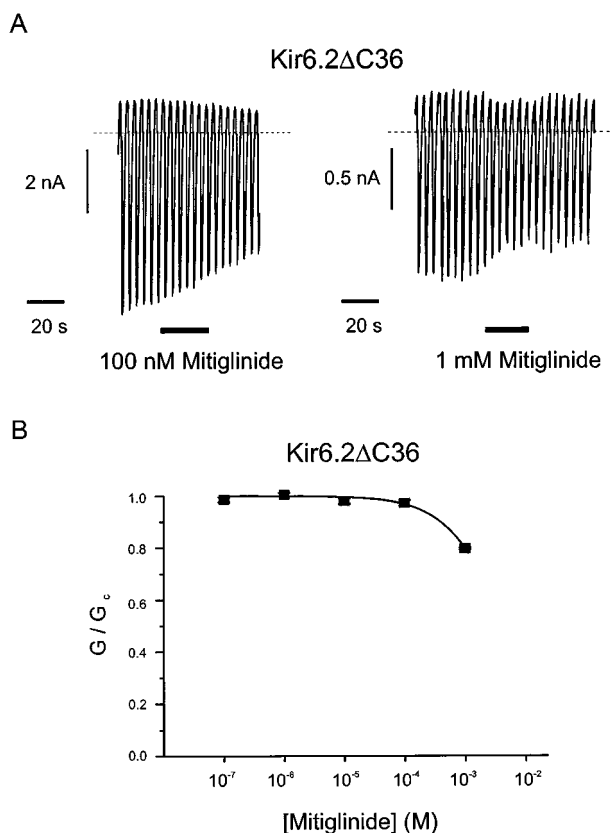 A
Kir6.2ΔC36
2 nA
0.5 nA
20 s
20 s
100 nM Mitiglinide
1 mM Mitiglinide
B
Kir6.2ΔC36
1.0
0.8
0.6
0.4
0.2
0.0
G / Gc
10⁻⁷ 10⁻⁶ 10⁻⁵ 10⁻⁴ 10⁻³ 10⁻²
[Mitiglinide] (M)